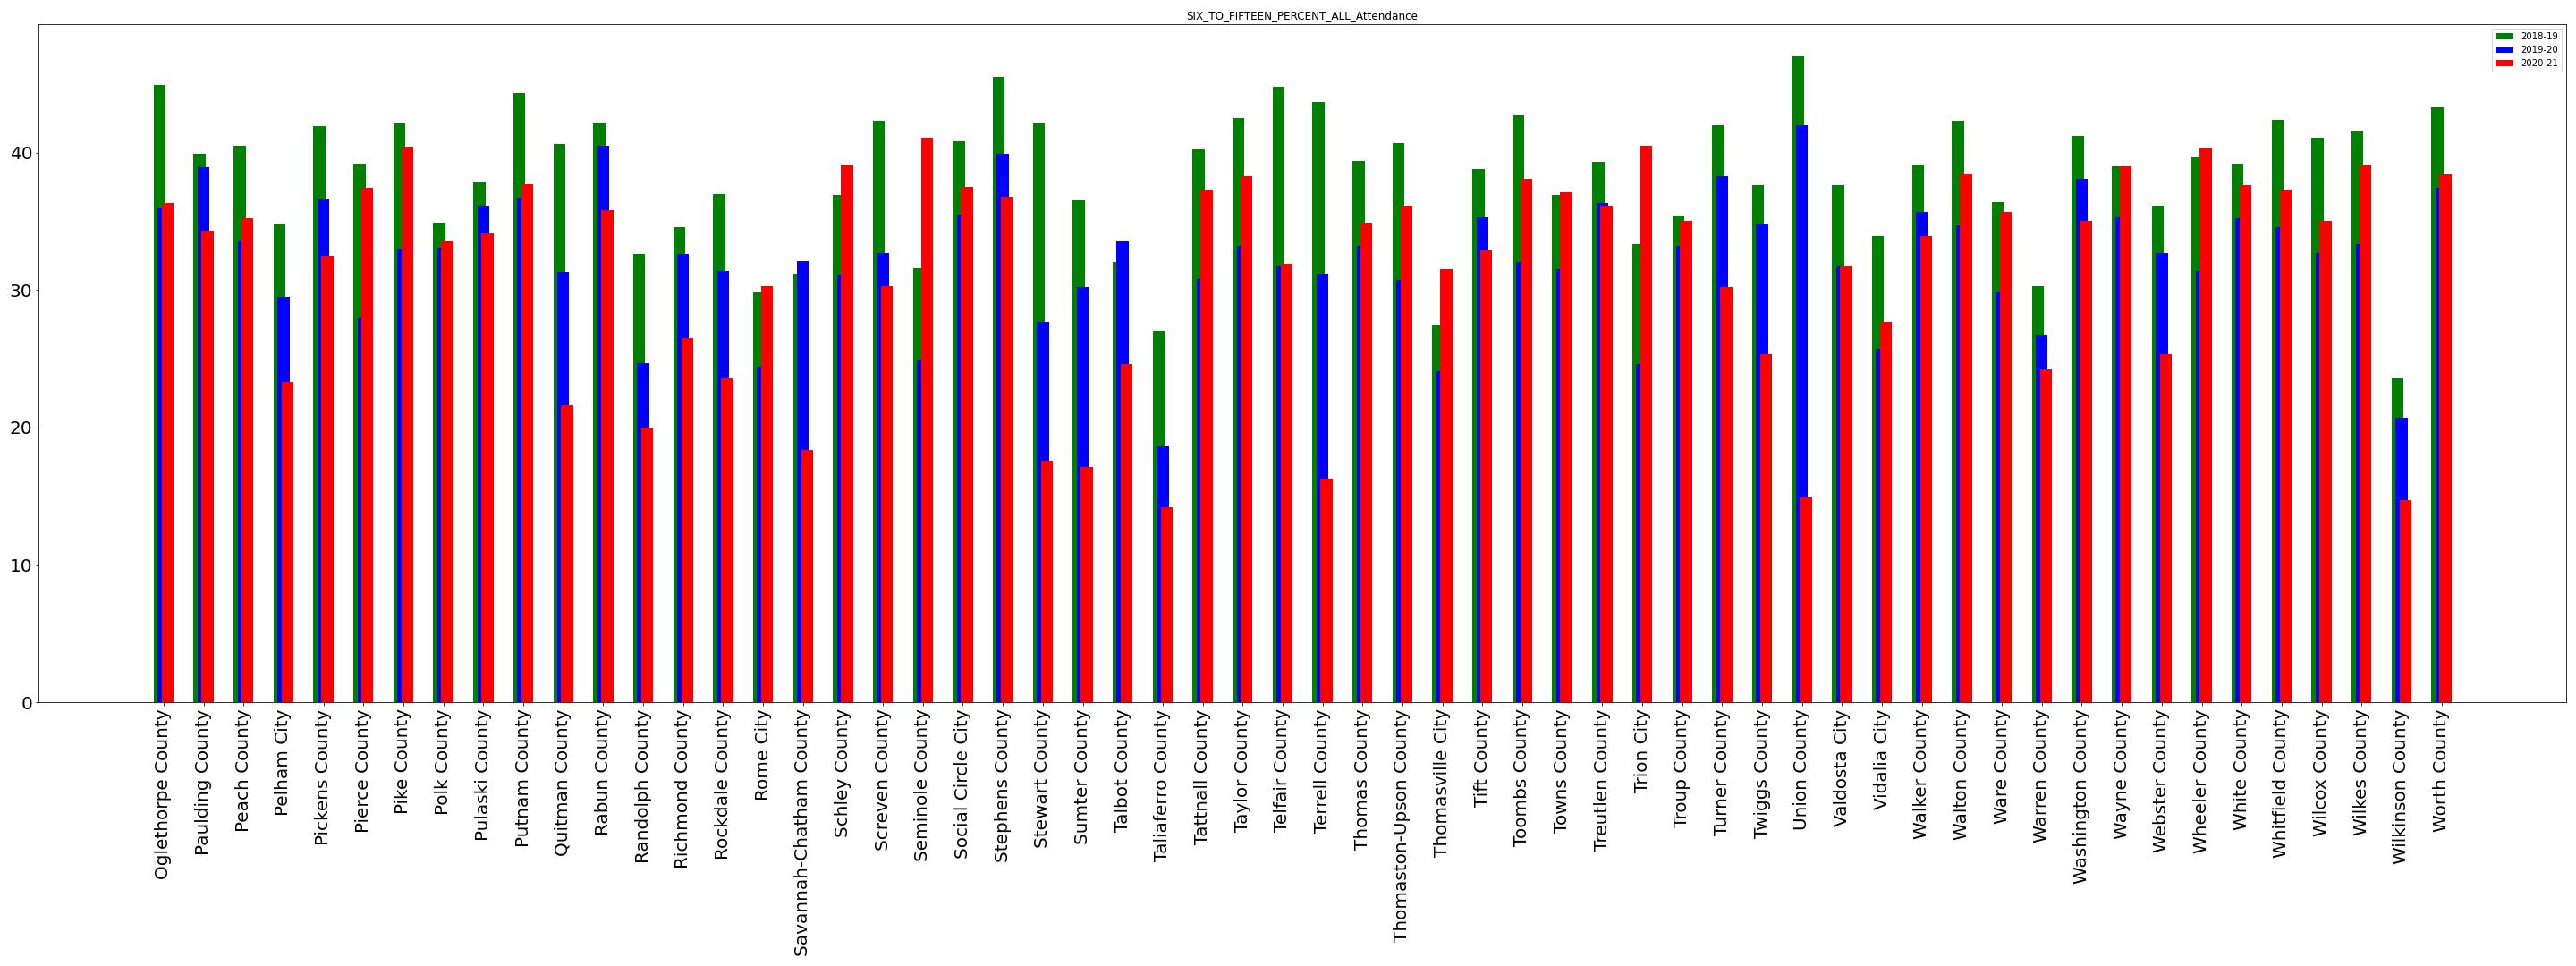 SIX_TO_FIFTEEN_PERCENT_ALL_Attendance
2018-19
2019-20
2020-21
40
30
20
10
0
Oglethorpe County
Paulding County
Peach County
Pelham City
Pickens County
Pierce County
Pike County
Polk County
Pulaski County
Putnam County
Quitman County
Rabun County
Randolph County
Richmond County
Rockdale County
Rome City
Savannah-Chatham County
Schley County
Screven County
Seminole County
Social Circle City
Stephens County
Stewart County
Sumter County
Talbot County
Taliaferro County
Tattnall County
Taylor County
Telfair County
Terrell County
Thomas County
Thomaston-Upson County
Thomasville City
Tift County
Toombs County
Towns County
Treutlen County
Trion City
Troup County
Turner County
Twiggs County
Union County
Valdosta City
Vidalia City
Walker County
Walton County
Ware County
Warren County
Washington County
Wayne County
Webster County
Wheeler County
White County
Whitfield County
Wilcox County
Wilkes County
Wilkinson County
Worth County